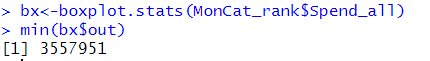 > bx<-boxplot.stats(MonCat_rank$Spend_all)
> min(bx$out)
[1] 3557951